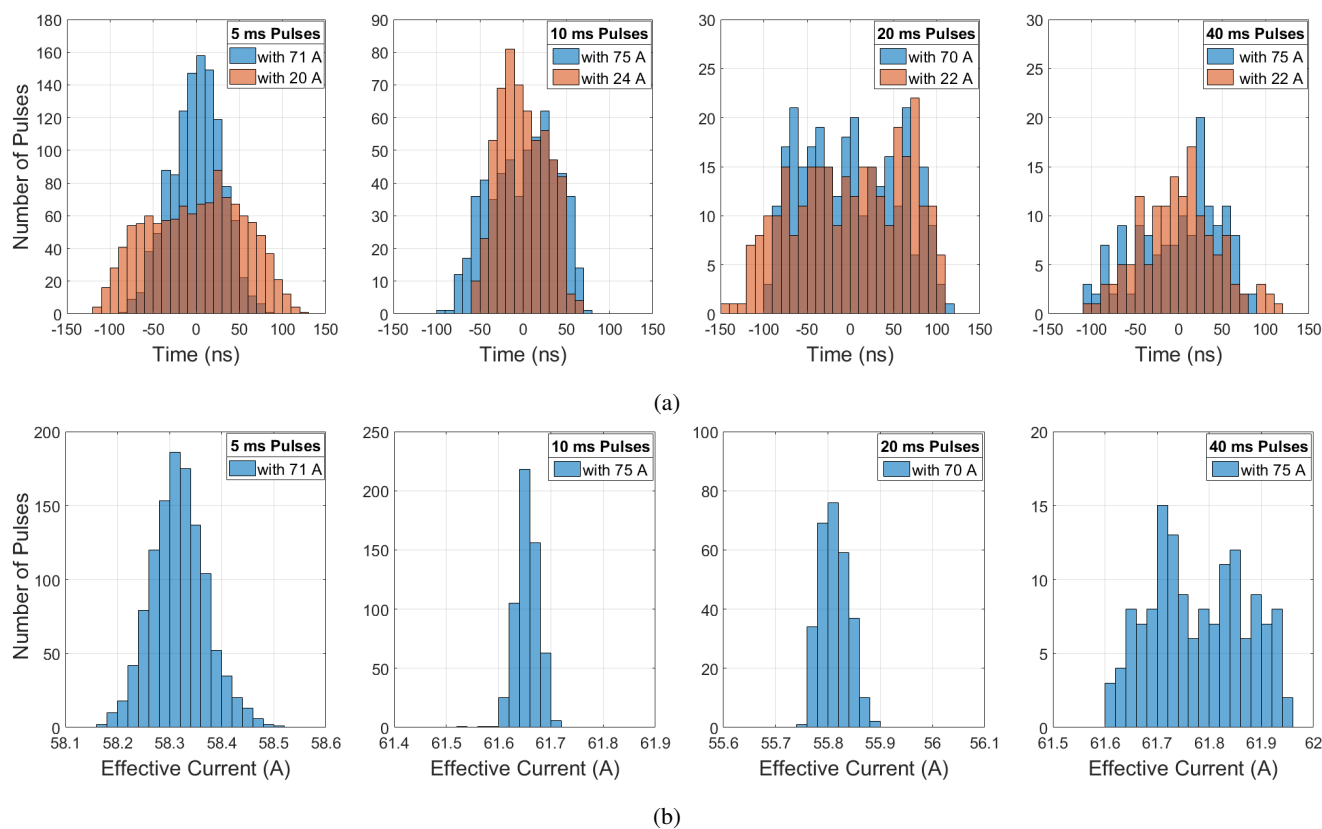 180
160
140
120
100
80
60
40
20
0
-150 -100 -50 0 50 100 150
Number of Pulses
Time (ns)
5 ms Pulses
with 71 A
with 20 A
90
80
70
60
50
40
30
20
10
0
-150 -100 -50 0 50 100 150
Time (ns)
10 ms Pulses
with 75 A
with 24 A
30
25
20
15
10
5
0
-150 -100 -50 0 50 100 150
Time (ns)
20 ms Pulses
with 70 A
with 22 A
30
25
20
15
10
5
0
-150 -100 -50 0 50 100 150
Time (ns)
40 ms Pulses
with 75 A
with 22 A
(a)
200
150
100
50
0
58.1 58.2 58.3 58.4 58.5 58.6
Number of Pulses
Effective Current (A)
5 ms Pulses
with 71 A
250
200
150
100
50
0
61.4 61.5 61.6 61.7 61.8 61.9
Effective Current (A)
10 ms Pulses
with 75 A
100
80
60
40
20
0
55.6 55.7 55.8 55.9 56 56.1
Effective Current (A)
20 ms Pulses
with 70 A
20
15
10
5
0
61.5 61.6 61.7 61.8 61.9 62
Effective Current (A)
40 ms Pulses
with 75 A
(b)